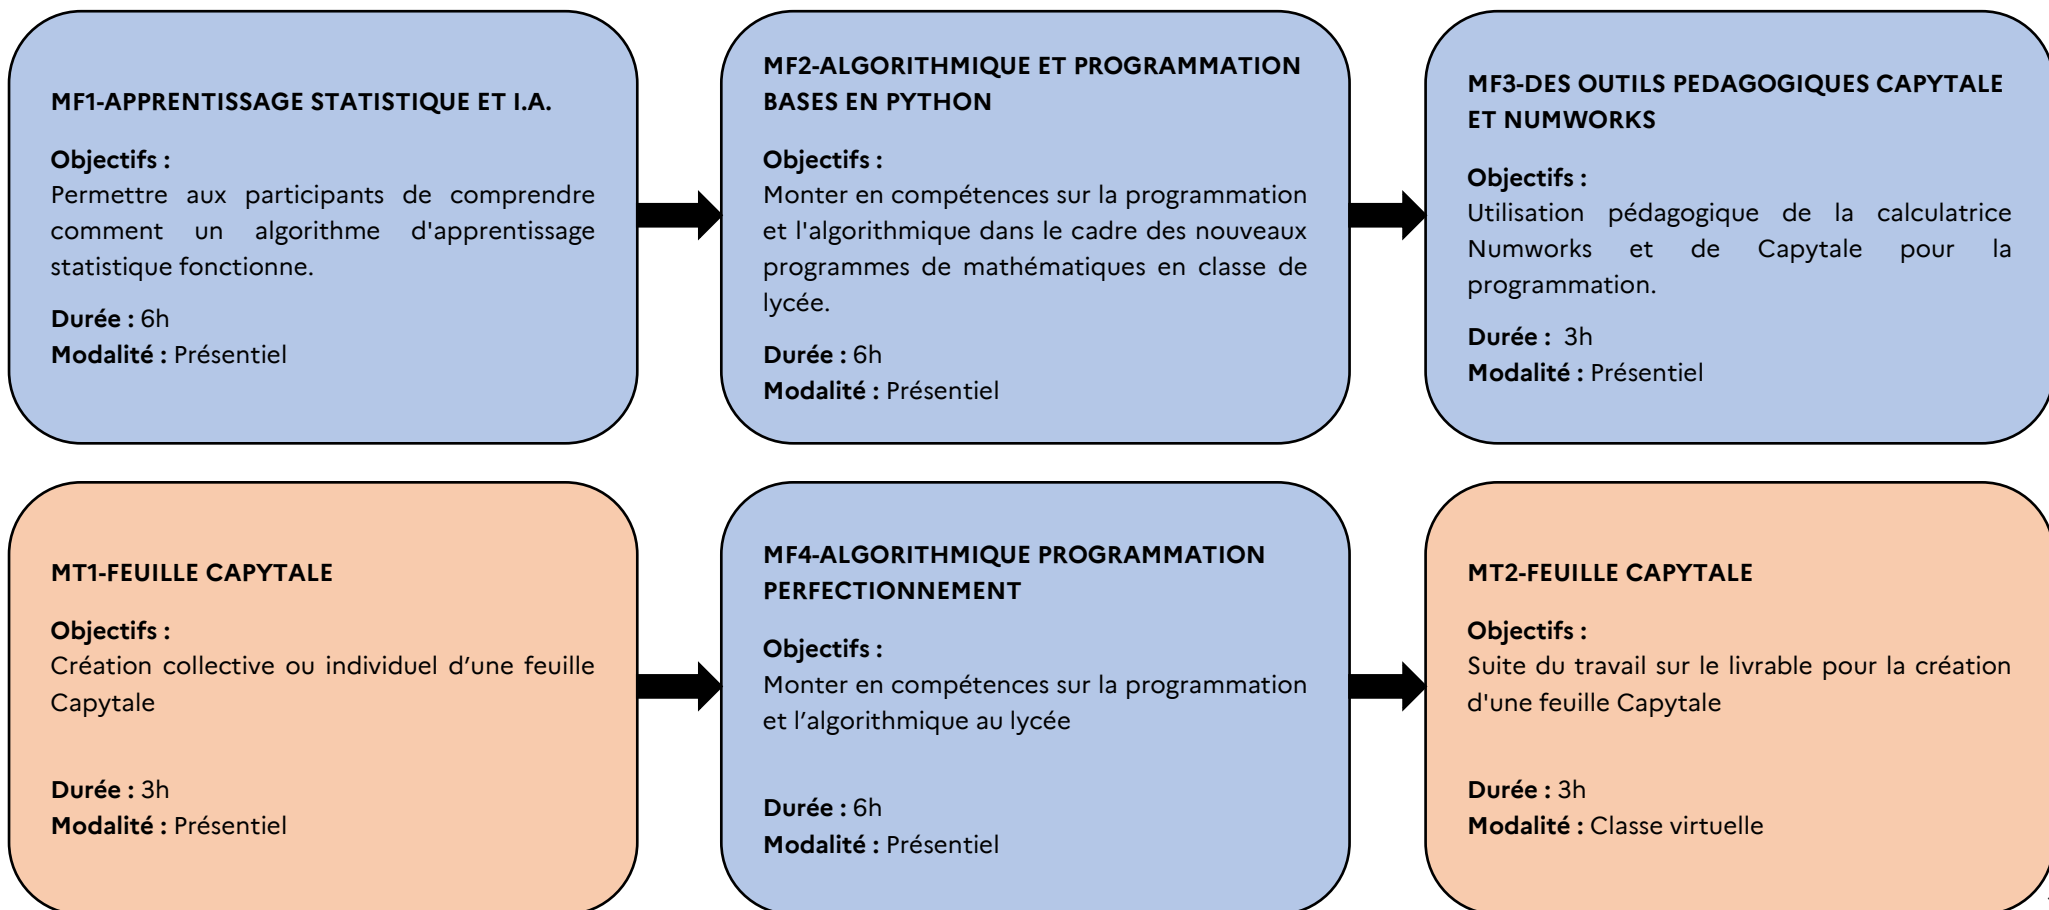 MF1-APPRENTISSAGE STATISTIQUE ET I.A.
Objectifs :
Permettre aux participants de comprendre
comment un algorithme d'apprentissage
statistique fonctionne.
Durée : 6h
Modalité : Présentiel
MF2-ALGORITHMIQUE ET PROGRAMMATION
BASES EN PYTHON
Objectifs :
Monter en compétences sur la programmation
et l'algorithmique dans le cadre des nouveaux
programmes de mathématiques en classe de
lycée.
Durée : 6h
Modalité : Présentiel
MF3-DES OUTILS PEDAGOGIQUES CAPYTALE
ET NUMWORKS
Objectifs :
Utilisation pédagogique de la calculatrice
Numworks et de Capytale pour la
programmation.
Durée : 3h
Modalité : Présentiel
MT1-FEUILLE CAPYTALE
Objectifs :
Création collective ou individuel d’une feuille
Capytale
Durée : 3h
Modalité : Présentiel
MF4-ALGORITHMIQUE PROGRAMMATION
PERFECTIONNEMENT
Objectifs :
Monter en compétences sur la programmation
et l’algorithmique au lycée
Durée : 6h
Modalité : Présentiel
MT2-FEUILLE CAPYTALE
Objectifs :
Suite du travail sur le livrable pour la création
d'une feuille Capytale
Durée : 3h
Modalité : Classe virtuelle